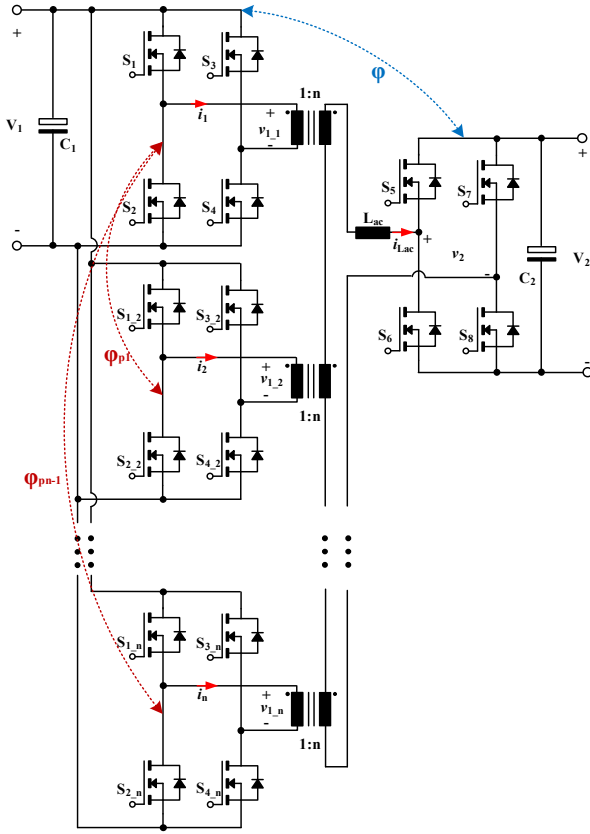 +
S₁
S₃
φ
1:n
V₁
C₁
i₁
+
v₁_₁
-
+
S₂
S₄
S₅
S₇
-
Lac
iLac
+
v₂
-
C₂
V₂
S₁_₂
S₃_₂
S₆
S₈
-
φp1
i₂
+
v₁_₂
-
1:n
S₂_₂
S₄_₂
φpn-1
S₁_n
S₃_n
iₙ
+
v₁_n
-
1:n
S₂_n
S₄_n